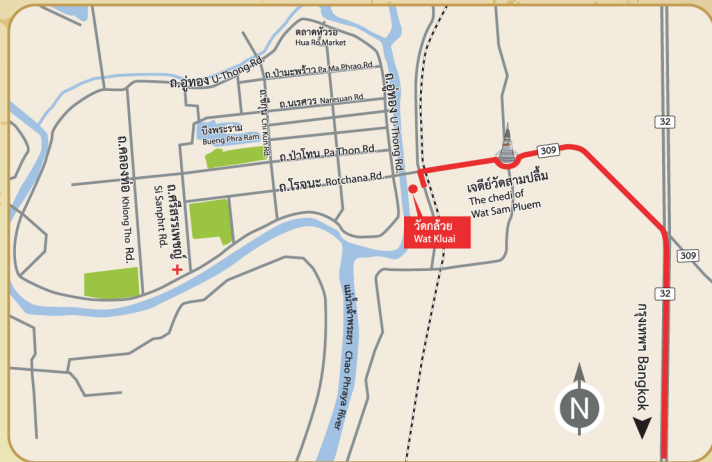 ตลาดหัวรอ
Hua Ro Market
ถ.อู่ทอง U-Thong Rd.
ถ.ป่ามะพร้าว Pa Ma Phrao Rd.
ถ.นเรศวร Naresuan Rd.
ถ.ชีกุน Chi Kun Rd.
บึงพระราม
Bueng Phra Ram
ถ.ป่าโทน Pa Thon Rd.
ถ.โรจนะ Rotchana Rd.
ถ.อู่ทอง U-Thong Rd.
ถ.คลองท่อ Khlong Tho Rd.
ถ.ศรีสรรเพชญ์
Si Sanphrt Rd.
วัดกล้วย
Wat Kluai
309
เจดีย์วัดสามปลื้ม
The chedi of
Wat Sam Pluem
32
309
32
แม่น้ำเจ้าพระยา Chao Phraya River
กรุงเทพฯ Bangkok
N